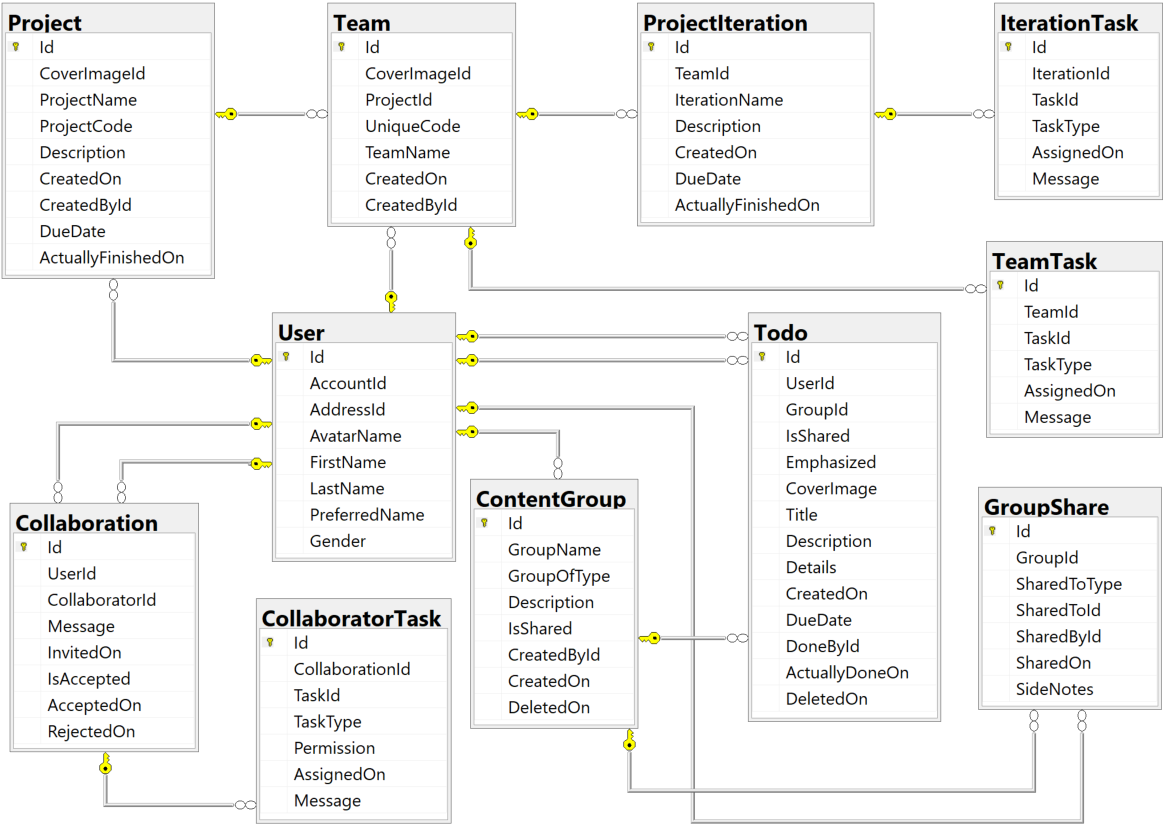 Project
Id
CoverImageId
ProjectName
ProjectCode
Description
CreatedOn
CreatedById
DueDate
ActuallyFinishedOn
Team
Id
CoverImageId
ProjectId
UniqueCode
TeamName
CreatedOn
CreatedById
ProjectIteration
Id
TeamId
IterationName
Description
CreatedOn
DueDate
ActuallyFinishedOn
IterationTask
Id
IterationId
TaskId
TaskType
AssignedOn
Message
TeamTask
Id
TeamId
TaskId
TaskType
AssignedOn
Message
User
Id
AccountId
AddressId
AvatarName
FirstName
LastName
PreferredName
Gender
Todo
Id
UserId
GroupId
IsShared
Emphasized
CoverImage
Title
Description
Details
CreatedOn
DueDate
DoneById
ActuallyDoneOn
DeletedOn
Collaboration
Id
UserId
CollaboratorId
Message
InvitedOn
IsAccepted
AcceptedOn
RejectedOn
CollaboratorTask
Id
CollaborationId
TaskId
TaskType
Permission
AssignedOn
Message
ContentGroup
Id
GroupName
GroupOfType
Description
IsShared
CreatedById
CreatedOn
DeletedOn
GroupShare
Id
GroupId
SharedToType
SharedToId
SharedById
SharedOn
SideNotes